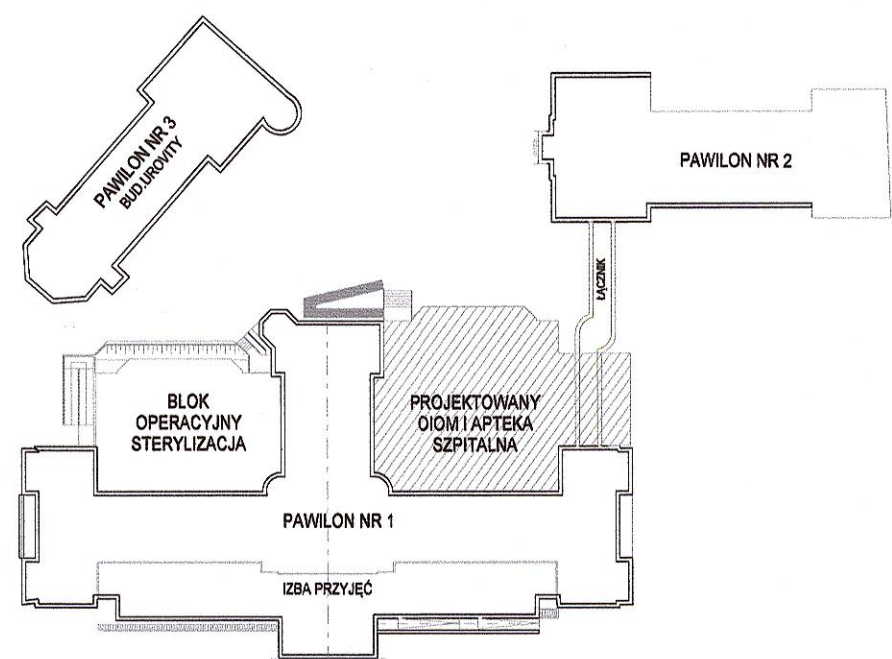 PAWILON NR 3
BUD.UROVITY
PAWILON NR 2
ŁĄCZNIK
BLOK
OPERACYJNY
STERYLIZACJA
PROJEKTOWANY
OIOM I APTEKA
SZPITALNA
PAWILON NR 1
IZBA PRZYJĘĆ